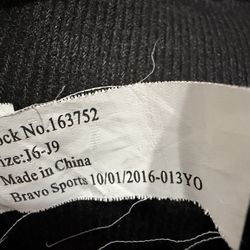 ock No.163752
ize:J6-J9
Made in China
Bravo Sports 10/01/2016-013YO